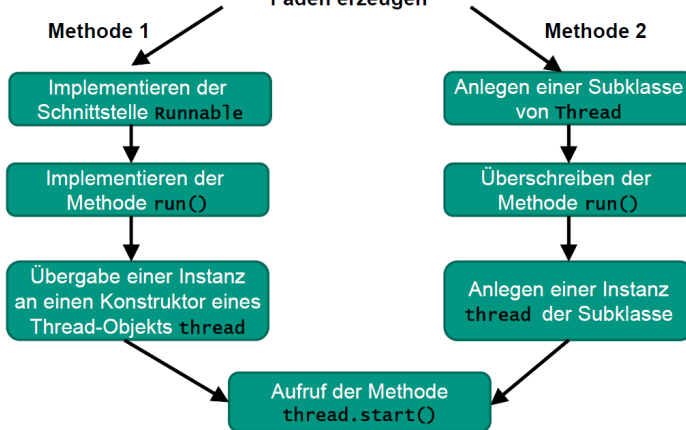 Fäden erzeugen
Methode 1
Methode 2
Implementieren der
Schnittstelle Runnable
Anlegen einer Subklasse
von Thread
Implementieren der
Methode run()
Überschreiben der
Methode run()
Übergabe einer Instanz
an einen Konstruktor eines
Thread-Objekts thread
Anlegen einer Instanz
thread der Subklasse
Aufruf der Methode
thread.start()